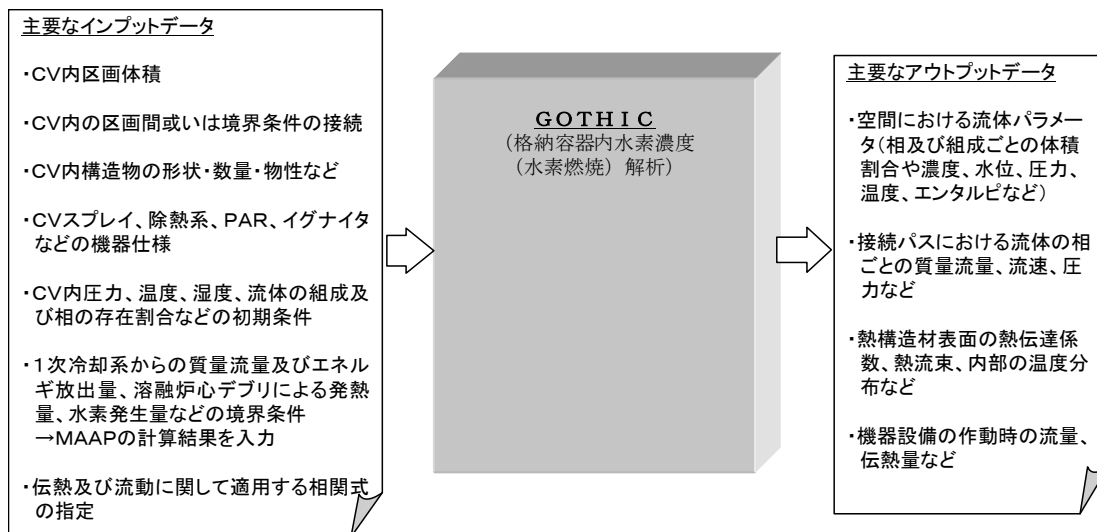 主要なインプットデータ
・CV内区画体積
・CV内の区画間或いは境界条件の接続
・CV内構造物の形状・数量・物性など
・CVスプレイ、除熱系、PAR、イグナイタ
などの機器仕様
・CV内圧力、温度、湿度、流体の組成及
び相の存在割合などの初期条件
・1次冷却系からの質量流量及びエネル
ギ放出量、溶融炉心デブリによる発熱
量、水素発生量などの境界条件
→MAAPの計算結果を入力
・伝熱及び流動に関して適用する相関式
の指定
GOTHIC
(格納容器内水素濃度
(水素燃焼)解析)
主要なアウトプットデータ
・空間における流体パラメー
タ(相及び組成ごとの体積
割合や濃度、水位、圧力、
温度、エンタルピなど)
・接続パスにおける流体の相
ごとの質量流量、流速、圧
力など
・熱構造材表面の熱伝達係
数、熱流束、内部の温度分
布など
・機器設備の作動時の流量、
伝熱量など